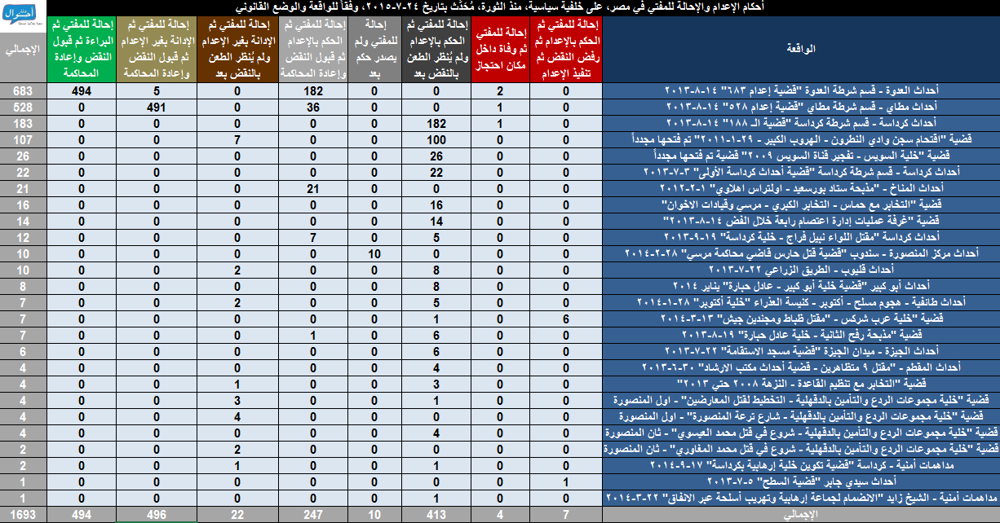 أحكام الإعدام والإحالة للمفتي في مصر، على خلفية سياسية، منذ الثورة، مُحَدَّث بتاريخ ٢٤-٧-٢٠١٥، وفقاً للواقعة والوضع القانوني
الواقعة | إحالة للمفتي ثم الحكم بالإعدام ثم رفض النقض ثم تنفيذ الإعدام | إحالة للمفتي ثم وفاة داخل مكان احتجاز | إحالة للمفتي ثم الحكم بالإعدام ولم يُنظر الطعن بالنقض بعد | إحالة للمفتي ولم يصدر حكم بعد | إحالة للمفتي ثم الحكم بالإعدام ثم قبول النقض وإعادة المحاكمة | إحالة للمفتي ثم الإدانة بغير الإعدام ولم يُنظر الطعن بالنقض بعد | إحالة للمفتي ثم الإدانة بغير الإعدام ثم قبول النقض وإعادة المحاكمة | إحالة للمفتي ثم البراءة ثم قبول النقض وإعادة المحاكمة | الإجمالي
أحداث العدوة - قسم شرطة العدوة "قضية إعدام ٦٨٣" ١٤-٨-٢٠١٣ | 0 | 2 | 0 | 0 | 182 | 0 | 5 | 494 | 683
أحداث مطاي - قسم شرطة مطاي "قضية إعدام ٥٢٨" ١٤-٨-٢٠١٣ | 0 | 1 | 0 | 0 | 36 | 0 | 491 | 0 | 528
أحداث كرداسة - قسم شرطة كرداسة "قضية الـ ١٨٨" ١٤-٨-٢٠١٣ | 0 | 1 | 182 | 0 | 0 | 0 | 0 | 0 | 183
قضية "اقتحام سجن وادي النطرون - الهروب الكبير - ٢٩-١-٢٠١١" تم فتحها مجدداً | 0 | 0 | 100 | 0 | 0 | 7 | 0 | 0 | 107
قضية "خلية السويس - تفجير قناة السويس ٢٠٠٩" قضية تم فتحها مجدداً | 0 | 0 | 26 | 0 | 0 | 0 | 0 | 0 | 26
أحداث كرداسة - قسم شرطة كرداسة "قضية أحداث كرداسة الأولى" ٣-٧-٢٠١٣ | 0 | 0 | 22 | 0 | 0 | 0 | 0 | 0 | 22
أحداث المناخ - "مذبحة ستاد بورسعيد - اولتراس اهلاوي" ١-٢-٢٠١٢ | 0 | 0 | 0 | 0 | 21 | 0 | 0 | 0 | 21
قضية "التخابر مع حماس - التخابر الكبري - مرسي وقيادات الاخوان" | 0 | 0 | 16 | 0 | 0 | 0 | 0 | 0 | 16
قضية "غرفة عمليات إدارة اعتصام رابعة خلال الفض ١٤-٨-٢٠١٣" | 0 | 0 | 14 | 0 | 0 | 0 | 0 | 0 | 14
أحداث كرداسة "مقتل اللواء نبيل فراج - خلية كرداسة" ١٩-٩-٢٠١٣ | 0 | 0 | 5 | 0 | 7 | 0 | 0 | 0 | 12
أحداث مركز المنصورة - سندوب "قضية قتل حارس قاضي محاكمة مرسي" ٢٨-٢-٢٠١٤ | 0 | 0 | 0 | 10 | 0 | 0 | 0 | 0 | 10
أحداث قليوب - الطريق الزراعي ٢٢-٧-٢٠١٣ | 0 | 0 | 8 | 0 | 0 | 2 | 0 | 0 | 10
أحداث أبو كبير "قضية خلية أبو كبير - عادل حبارة" يناير ٢٠١٤ | 0 | 0 | 8 | 0 | 0 | 0 | 0 | 0 | 8
أحداث طائفية - هجوم مسلح - أكتوبر - كنيسة العذراء "خلية أكتوبر" ٢٨-١-٢٠١٤ | 0 | 0 | 5 | 0 | 0 | 2 | 0 | 0 | 7
قضية "خلية عرب شركس - "مقتل ظباط ومجندين جيش" ١٣-٣-٢٠١٤ | 6 | 0 | 1 | 0 | 0 | 0 | 0 | 0 | 7
قضية "مذبحة رفح الثانية - خلية عادل حبارة" ١٩-٨-٢٠١٣ | 0 | 0 | 6 | 0 | 1 | 0 | 0 | 0 | 7
أحداث الجيزة - ميدان الجيزة "قضية مسجد الاستقامة" ٢٢-٧-٢٠١٣ | 0 | 0 | 6 | 0 | 0 | 0 | 0 | 0 | 6
أحداث المقطم - "مقتل ٩ متظاهرين - قضية أحداث مكتب الارشاد" ٣٠-٦-٢٠١٣ | 0 | 0 | 4 | 0 | 0 | 0 | 0 | 0 | 4
قضية "التخابر مع تنظيم القاعدة - النزهة ٢٠٠٨ حتي ٢٠١٣" | 0 | 0 | 3 | 0 | 0 | 1 | 0 | 0 | 4
قضية "خلية مجموعات الردع والتأمين بالدقهلية - التخطيط لقتل المعارضين" - اول المنصورة | 0 | 0 | 1 | 0 | 0 | 3 | 0 | 0 | 4
قضية "خلية مجموعات الردع والتأمين بالدقهلية - شارع ترعة المنصورة" - اول المنصورة | 0 | 0 | 0 | 0 | 0 | 4 | 0 | 0 | 4
قضية "خلية مجموعات الردع والتأمين بالدقهلية - شروع في قتل محمد العيسوي" - ثان المنصورة | 0 | 0 | 4 | 0 | 0 | 0 | 0 | 0 | 4
قضية "خلية مجموعات الردع والتأمين بالدقهلية - شروع في قتل محمد المغاوري" - ثان المنصورة | 0 | 0 | 0 | 0 | 0 | 2 | 0 | 0 | 2
مداهمات أمنية - كرداسة "قضية تكوين خلية إرهابية بكرداسة" ١٧-٩-٢٠١٤ | 0 | 0 | 1 | 0 | 0 | 1 | 0 | 0 | 2
أحداث سيدي جابر "قضية السطح" ٥-٧-٢٠١٣ | 1 | 0 | 0 | 0 | 0 | 0 | 0 | 0 | 1
مداهمات أمنية - الشيخ زايد "الانضمام لجماعة إرهابية وتهريب أسلحة عبر الانفاق" ٢٢-٣-٢٠١٤ | 0 | 0 | 1 | 0 | 0 | 0 | 0 | 0 | 1
الإجمالي | 7 | 4 | 413 | 10 | 247 | 22 | 496 | 494 | 1693